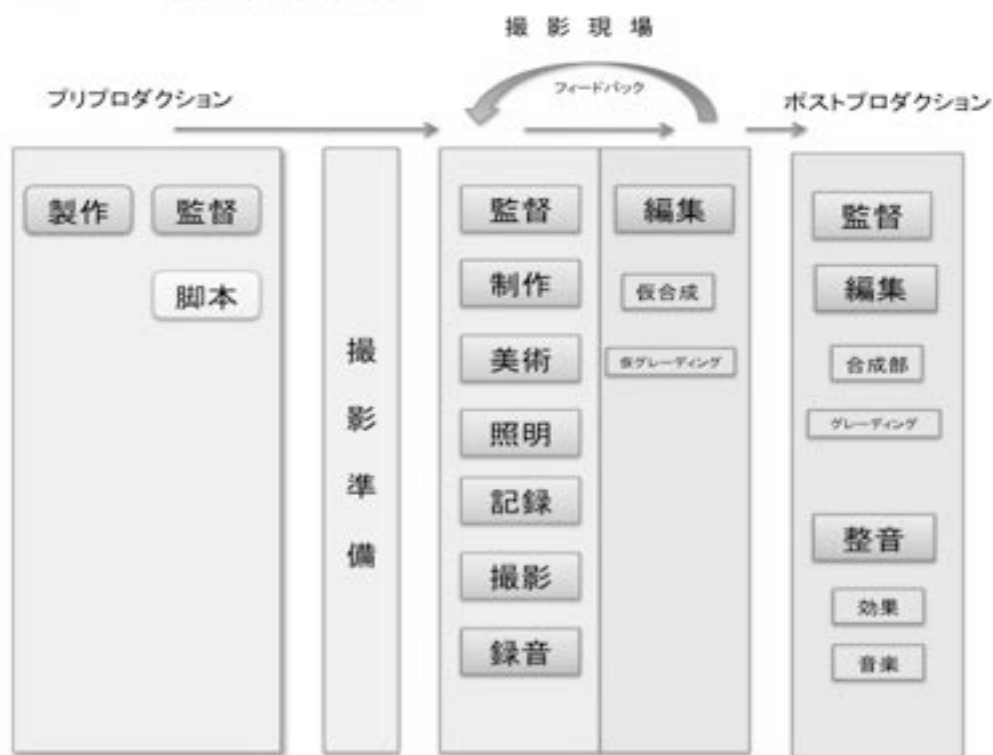 撮影現場
フィードバック
プリプロダクション
ポストプロダクション
製作 監督
脚本
撮影準備
監督
制作
美術
照明
記録
撮影
録音
編集
仮合成
仮グレーディング
監督
編集
合成部
グレーディング
整音
効果
音楽